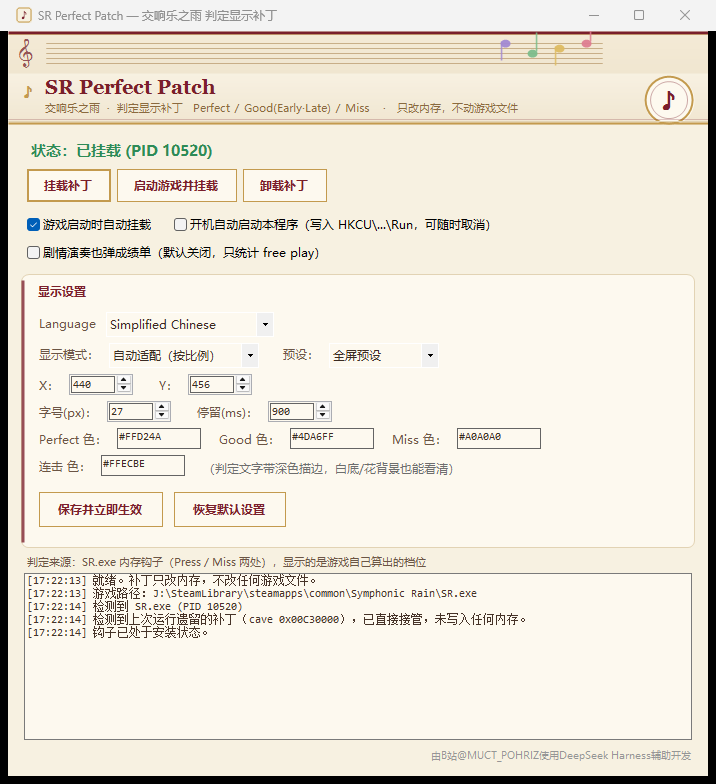 SR Perfect Patch — 交响乐之雨 判定显示补丁
SR Perfect Patch
交响乐之雨 · 判定显示补丁 Perfect / Good(Early·Late) / Miss · 只改内存，不动游戏文件
状态：已挂载 (PID 10520)
挂载补丁 启动游戏并挂载 卸载补丁
游戏启动时自动挂载 开机自动启动本程序（写入 HKCU\...\Run，可随时取消）
剧情演奏也弹成绩单（默认关闭，只统计 free play）
显示设置
Language Simplified Chinese
显示模式： 自动适配（按比例） 预设： 全屏预设
X: 440 Y: 456
字号(px): 27 停留(ms): 900
Perfect 色： #FFD24A Good 色： #4DA6FF Miss 色： #A0A0A0
连击 色： #FFECBE （判定文字带深色描边，白底/花背景也能看清）
保存并立即生效 恢复默认设置
判定来源：SR.exe 内存钩子（Press / Miss 两处），显示的是游戏自己算出的档位
[17:22:13] 就绪。补丁只改内存，不改任何游戏文件。
[17:22:13] 游戏路径：J:\SteamLibrary\steamapps\common\Symphonic Rain\SR.exe
[17:22:14] 检测到 SR.exe (PID 10520)
[17:22:14] 检测到上次运行遗留的补丁（cave 0x00C30000），已直接接管，未写入任何内存。
[17:22:14] 钩子已处于安装状态。
由B站@MUCT_POHRIZ使用DeepSeek Harness辅助开发